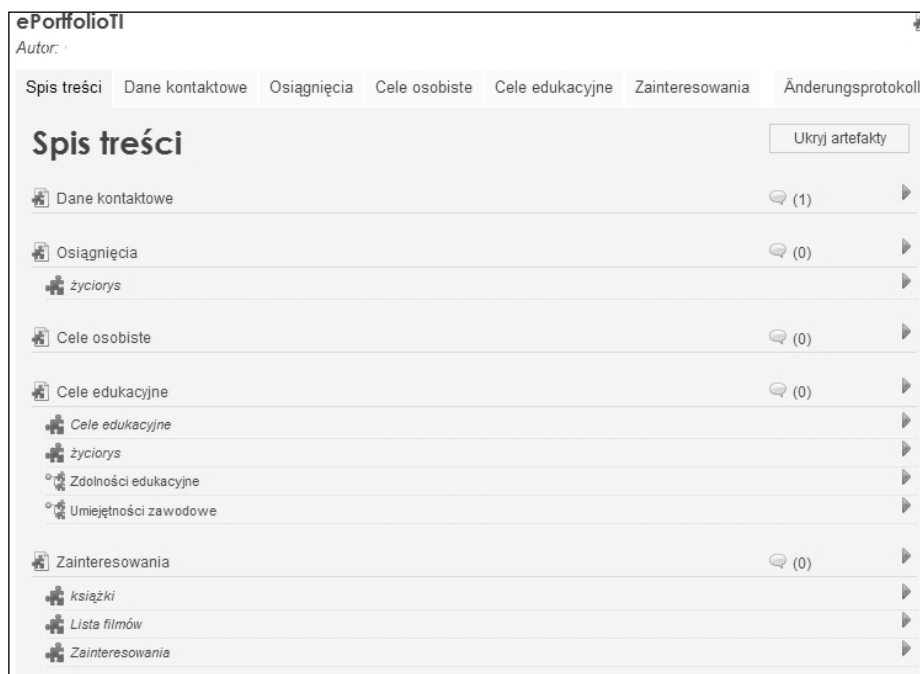 ePortfolioTI
Autor:
Spis treści Dane kontaktowe Osiągnięcia Cele osobiste Cele edukacyjne Zainteresowania Änderungsprotokoll
Spis treści Ukryj artefakty
Dane kontaktowe (1)
Osiągnięcia (0)
życiorys
Cele osobiste (0)
Cele edukacyjne (0)
Cele edukacyjne
życiorys
Zdolności edukacyjne
Umiejętności zawodowe
Zainteresowania (0)
książki
Lista filmów
Zainteresowania